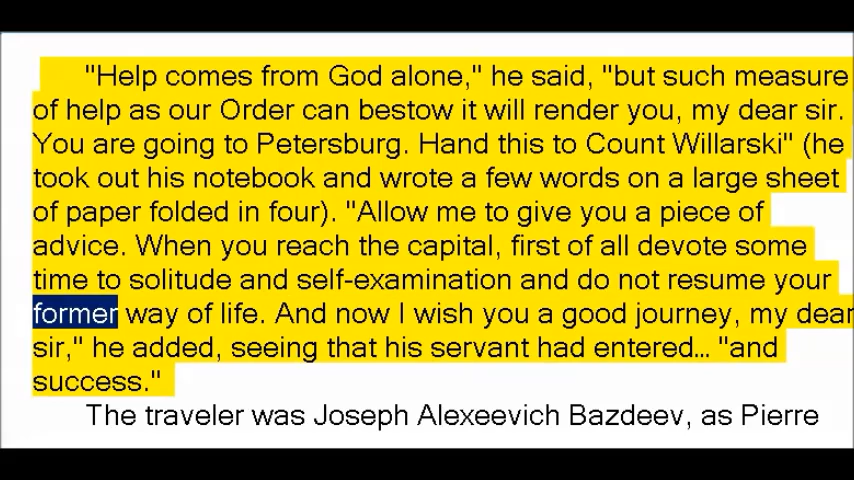 "Help comes from God alone," he said, "but such measure
of help as our Order can bestow it will render you, my dear sir.
You are going to Petersburg. Hand this to Count Willarski" (he
took out his notebook and wrote a few words on a large sheet
of paper folded in four). "Allow me to give you a piece of
advice. When you reach the capital, first of all devote some
time to solitude and self-examination and do not resume your
former way of life. And now I wish you a good journey, my dear
sir," he added, seeing that his servant had entered... "and
success."
The traveler was Joseph Alexeevich Bazdeev, as Pierre